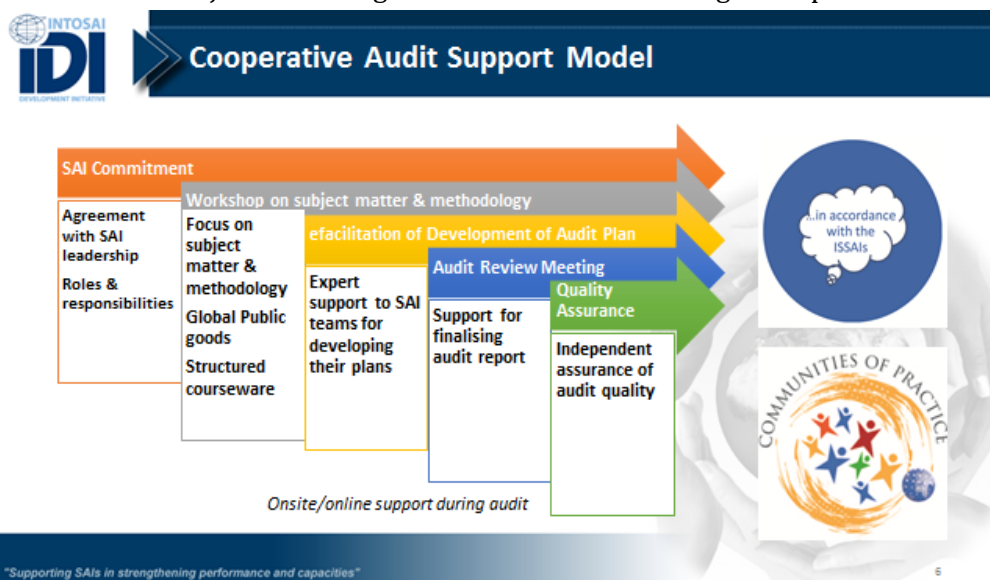 INTOSAI
IDI
DEVELOPMENT INITIATIVE
Cooperative Audit Support Model
SAI Commitment
Agreement
with SAI
leadership
Roles &
responsibilities
Workshop on subject matter & methodology
Focus on
subject
matter &
methodology
Global Public
goods
Structured
courseware
efacilitation of Development of Audit Plan
Expert
support to SAI
teams for
developing
their plans
Audit Review Meeting
Support for
finalising
audit report
Quality
Assurance
Independent
assurance of
audit quality
Onsite/online support during audit
...in accordance
with the
ISSAIs
COMMUNITIES OF PRACTICE
"Supporting SAIs in strengthening performance and capacities"
6